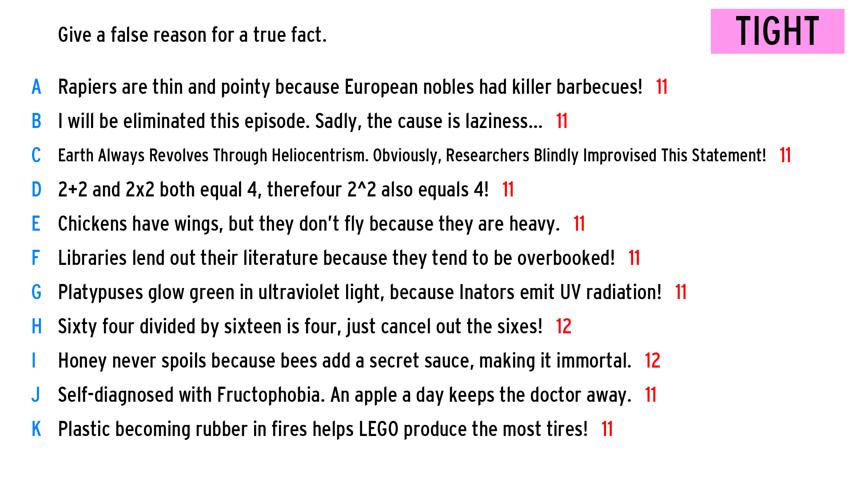 Give a false reason for a true fact.
TIGHT
A Rapiers are thin and pointy because European nobles had killer barbecues! 11
B I will be eliminated this episode. Sadly, the cause is laziness... 11
C Earth Always Revolves Through Heliocentrism. Obviously, Researchers Blindly Improvised This Statement! 11
D 2+2 and 2x2 both equal 4, therefour 2^2 also equals 4! 11
E Chickens have wings, but they don't fly because they are heavy. 11
F Libraries lend out their literature because they tend to be overbooked! 11
G Platypuses glow green in ultraviolet light, because Inators emit UV radiation! 11
H Sixty four divided by sixteen is four, just cancel out the sixes! 12
I Honey never spoils because bees add a secret sauce, making it immortal. 12
J Self-diagnosed with Fructophobia. An apple a day keeps the doctor away. 11
K Plastic becoming rubber in fires helps LEGO produce the most tires! 11